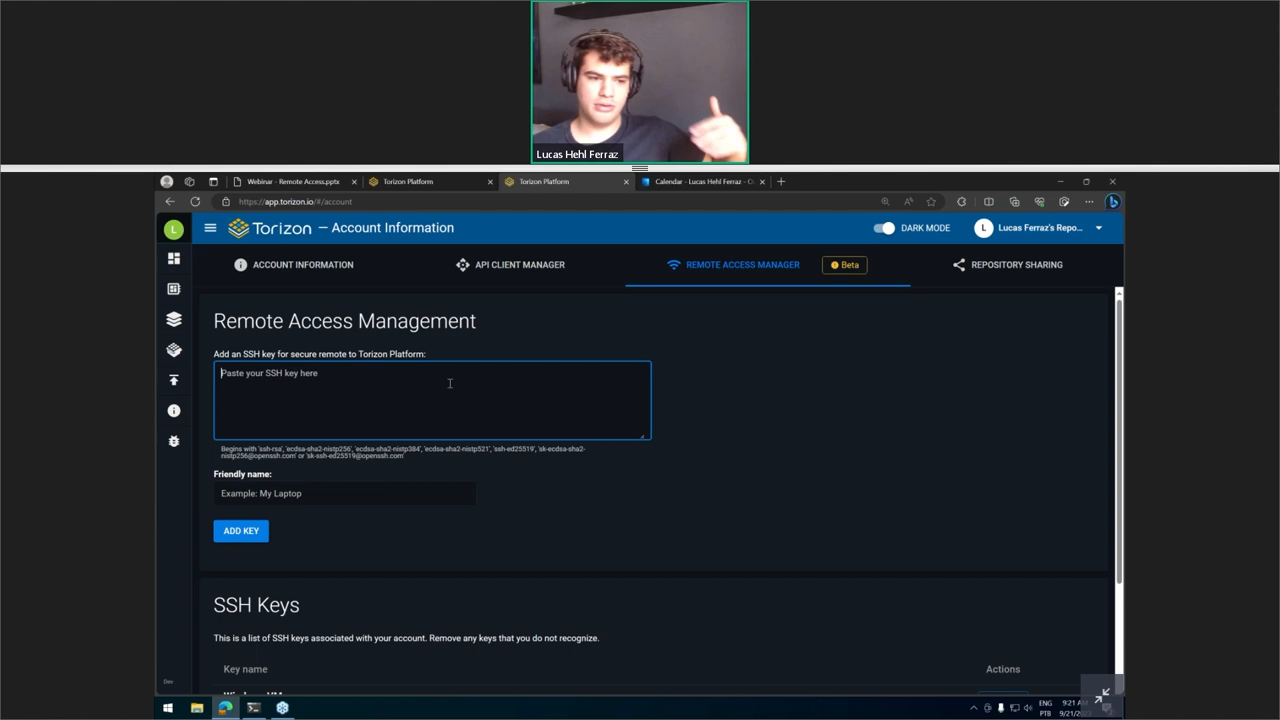 Lucas Hehl Ferraz
Webinar - Remote Access.pptx
Torizon Platform
Torizon Platform
https://app.torizon.io/#/account
L
Torizon — Account Information
DARK MODE
L
Lucas Ferraz's Repo...
ACCOUNT INFORMATION
API CLIENT MANAGER
REMOTE ACCESS MANAGER
Beta
REPOSITORY SHARING
Remote Access Management
Add an SSH key for secure remote to Torizon Platform:
Paste your SSH key here
Begins with 'ssh-rsa', 'ecdsa-sha2-nistp256', 'ecdsa-sha2-nistp384', 'ecdsa-sha2-nistp521', 'ssh-ed25519', 'sk-ecdsa-sha2-
nistp256@openssh.com' or 'sk-ssh-ed25519@openssh.com'
Friendly name:
Example: My Laptop
ADD KEY
SSH Keys
This is a list of SSH keys associated with your account. Remove any keys that you do not recognize.
Key name
Actions
Dev
ENG
PTB
9:21 AM